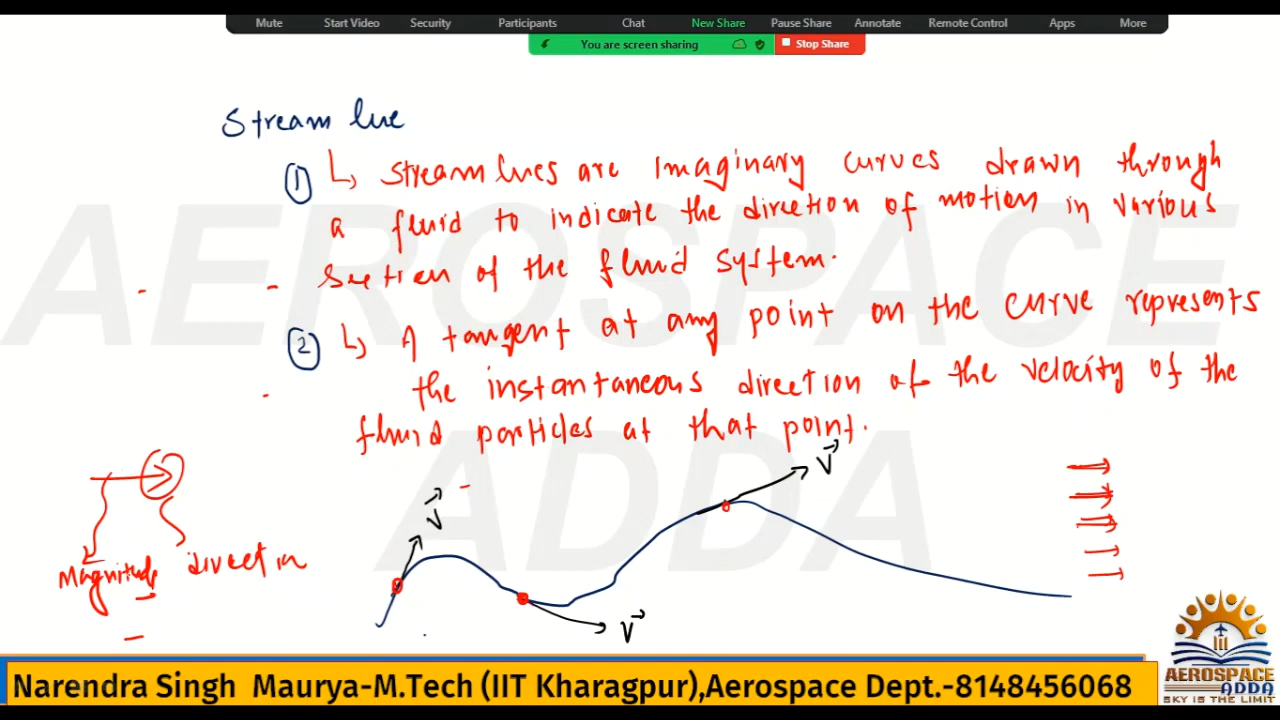 Mute Start Video Security Participants Chat New Share Pause Share Annotate Remote Control Apps More
You are screen sharing Stop Share
Stream line
① ↳ Streamlines are imaginary curves drawn through
a fluid to indicate the direction of motion in various
section of the fluid system.
② ↳ A tangent at any point on the curve represents
the instantaneous direction of the velocity of the
fluid particles at that point.
V⃗
V⃗
V⃗
Magnitude direction
AEROSPACE
ADDA
AEROSPACE
ADDA
SKY IS THE LIMIT
Narendra Singh Maurya-M.Tech (IIT Kharagpur),Aerospace Dept.-8148456068